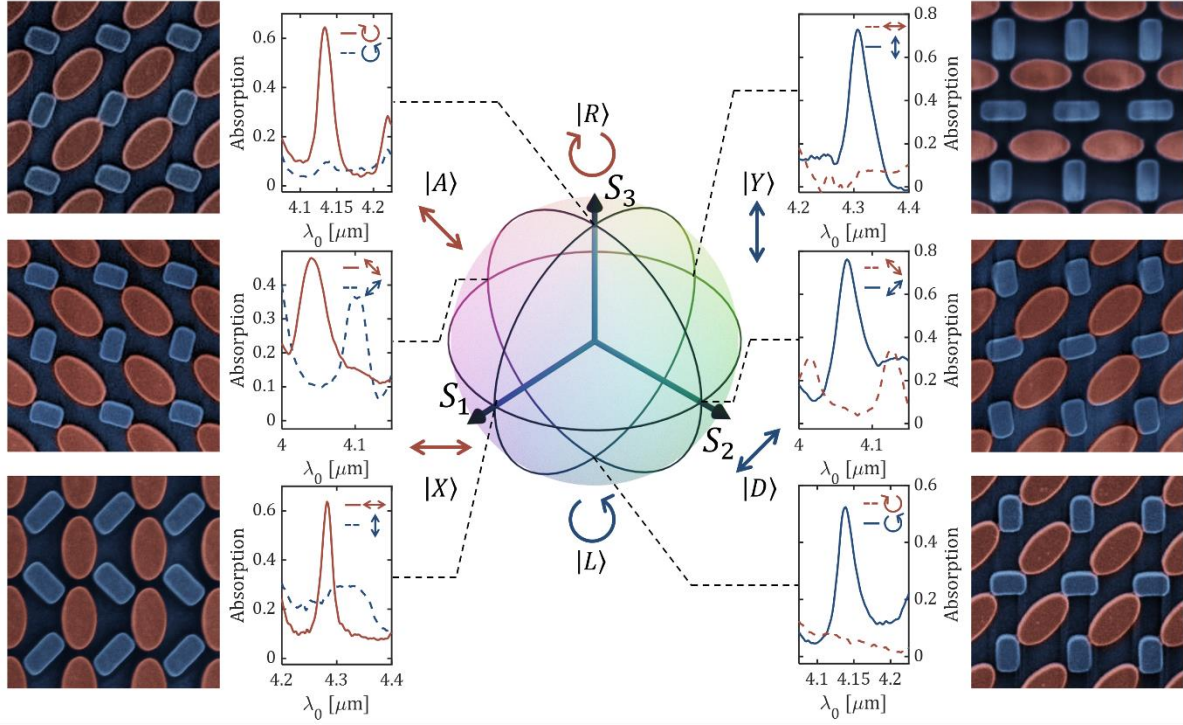 Absorption
0.6
0.4
0.2
0
4.1 4.15 4.2
λ₀ [μm]
|R⟩
|A⟩
S₃
|Y⟩
0.8
0.6
0.4
0.2
0
Absorption
4.2 4.3 4.4
λ₀ [μm]
Absorption
0.4
0.3
0.2
0.1
0
4 4.1
λ₀ [μm]
S₁
S₂
0.8
0.6
0.4
0.2
0
Absorption
4 4.1
λ₀ [μm]
|X⟩
|L⟩
|D⟩
Absorption
0.6
0.4
0.2
0
4.2 4.3 4.4
λ₀ [μm]
0.6
0.4
0.2
0
Absorption
4.1 4.15 4.2
λ₀ [μm]